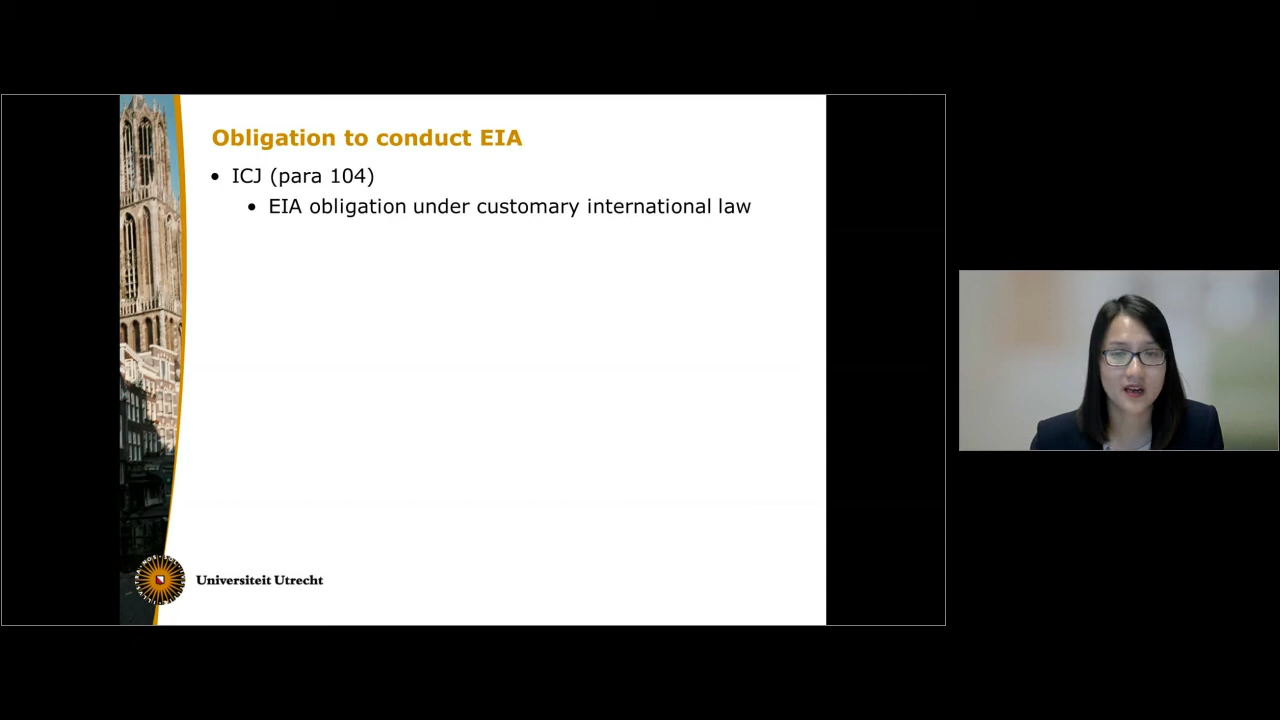 Obligation to conduct EIA
• ICJ (para 104)
• EIA obligation under customary international law
Universiteit Utrecht